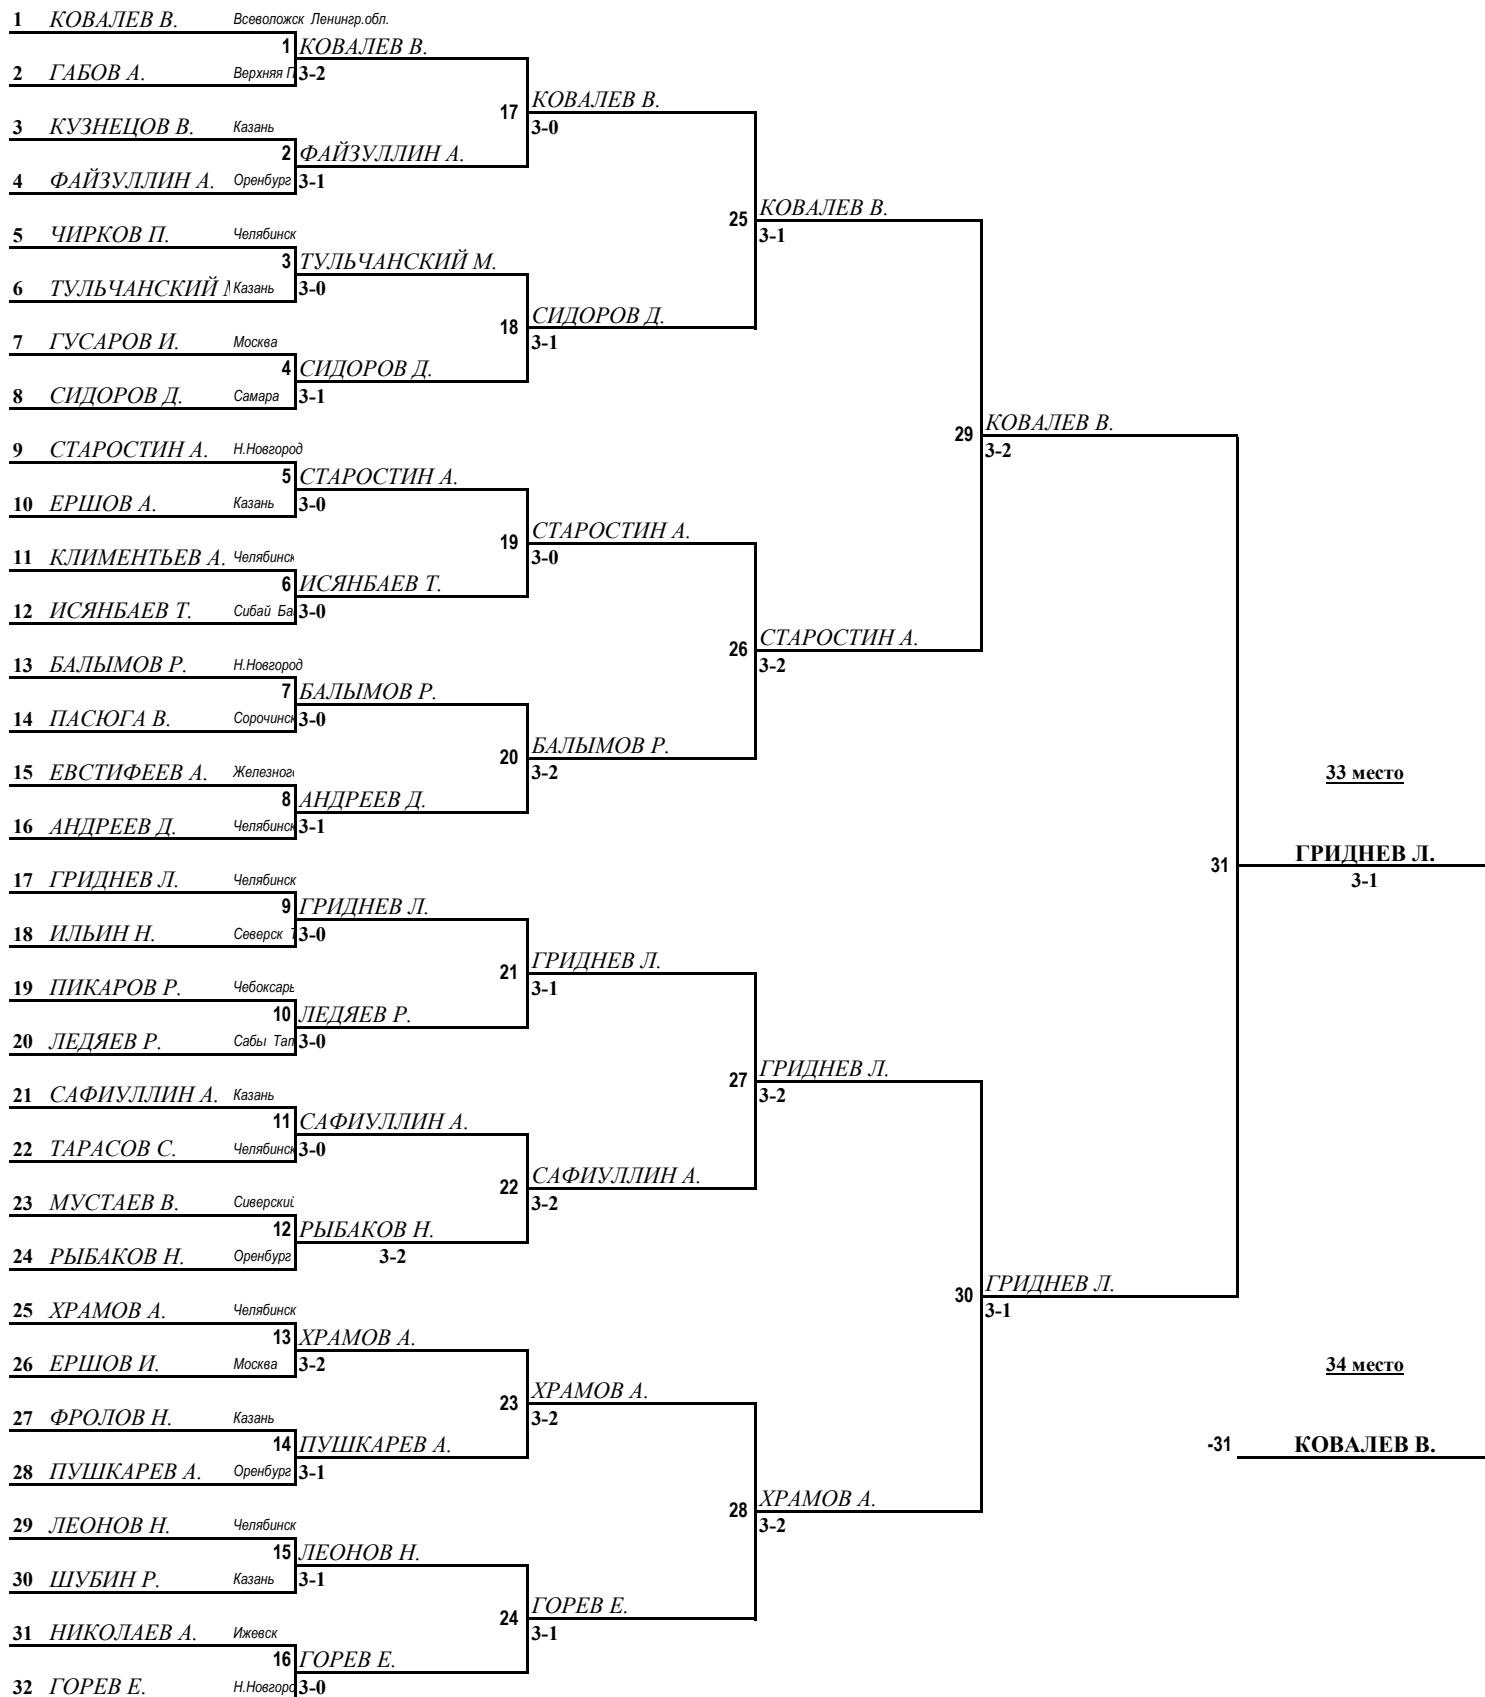 1 КОВАЛЕВ В. Всеволожск Ленингр.обл.
1 КОВАЛЕВ В.
2 ГАБОВ А. Верхняя П 3-2
17 КОВАЛЕВ В.
3 КУЗНЕЦОВ В. Казань 3-0
2 ФАЙЗУЛЛИН А.
4 ФАЙЗУЛЛИН А. Оренбург 3-1
25 КОВАЛЕВ В.
5 ЧИРКОВ П. Челябинск 3-1
3 ТУЛЬЧАНСКИЙ М.
6 ТУЛЬЧАНСКИЙ Казань 3-0
18 СИДОРОВ Д.
7 ГУСАРОВ И. Москва 3-1
4 СИДОРОВ Д.
8 СИДОРОВ Д. Самара 3-1
29 КОВАЛЕВ В.
9 СТАРОСТИН А. Н.Новгород 3-2
5 СТАРОСТИН А.
10 ЕРШОВ А. Казань 3-0
19 СТАРОСТИН А.
11 КЛИМЕНТЬЕВ А. Челябинск 3-0
6 ИСЯНБАЕВ Т.
12 ИСЯНБАЕВ Т. Сибай Ба 3-0
26 СТАРОСТИН А.
13 БАЛЫМОВ Р. Н.Новгород 3-2
7 БАЛЫМОВ Р.
14 ПАСЮГА В. Сорочинск 3-0
20 БАЛЫМОВ Р.
15 ЕВСТИФЕЕВ А. Железног 3-2 33 место
8 АНДРЕЕВ Д.
16 АНДРЕЕВ Д. Челябинск 3-1
31 ГРИДНЕВ Л.
17 ГРИДНЕВ Л. Челябинск 3-1
9 ГРИДНЕВ Л.
18 ИЛЬИН Н. Северск 3-0
21 ГРИДНЕВ Л.
19 ПИКАРОВ Р. Чебоксары 3-1
10 ЛЕДЯЕВ Р.
20 ЛЕДЯЕВ Р. Сабы Тат 3-0
27 ГРИДНЕВ Л.
21 САФИУЛЛИН А. Казань 3-2
11 САФИУЛЛИН А.
22 ТАРАСОВ С. Челябинск 3-0
22 САФИУЛЛИН А.
23 МУСТАЕВ В. Сиверский 3-2
12 РЫБАКОВ Н.
24 РЫБАКОВ Н. Оренбург 3-2
30 ГРИДНЕВ Л.
25 ХРАМОВ А. Челябинск 3-1
13 ХРАМОВ А.
26 ЕРШОВ И. Москва 3-2 34 место
23 ХРАМОВ А.
27 ФРОЛОВ Н. Казань 3-2
14 ПУШКАРЕВ А. -31 КОВАЛЕВ В.
28 ПУШКАРЕВ А. Оренбург 3-1
28 ХРАМОВ А.
29 ЛЕОНОВ Н. Челябинск 3-2
15 ЛЕОНОВ Н.
30 ШУБИН Р. Казань 3-1
24 ГОРЕВ Е.
31 НИКОЛАЕВ А. Ижевск 3-1
16 ГОРЕВ Е.
32 ГОРЕВ Е. Н.Новгоро 3-0